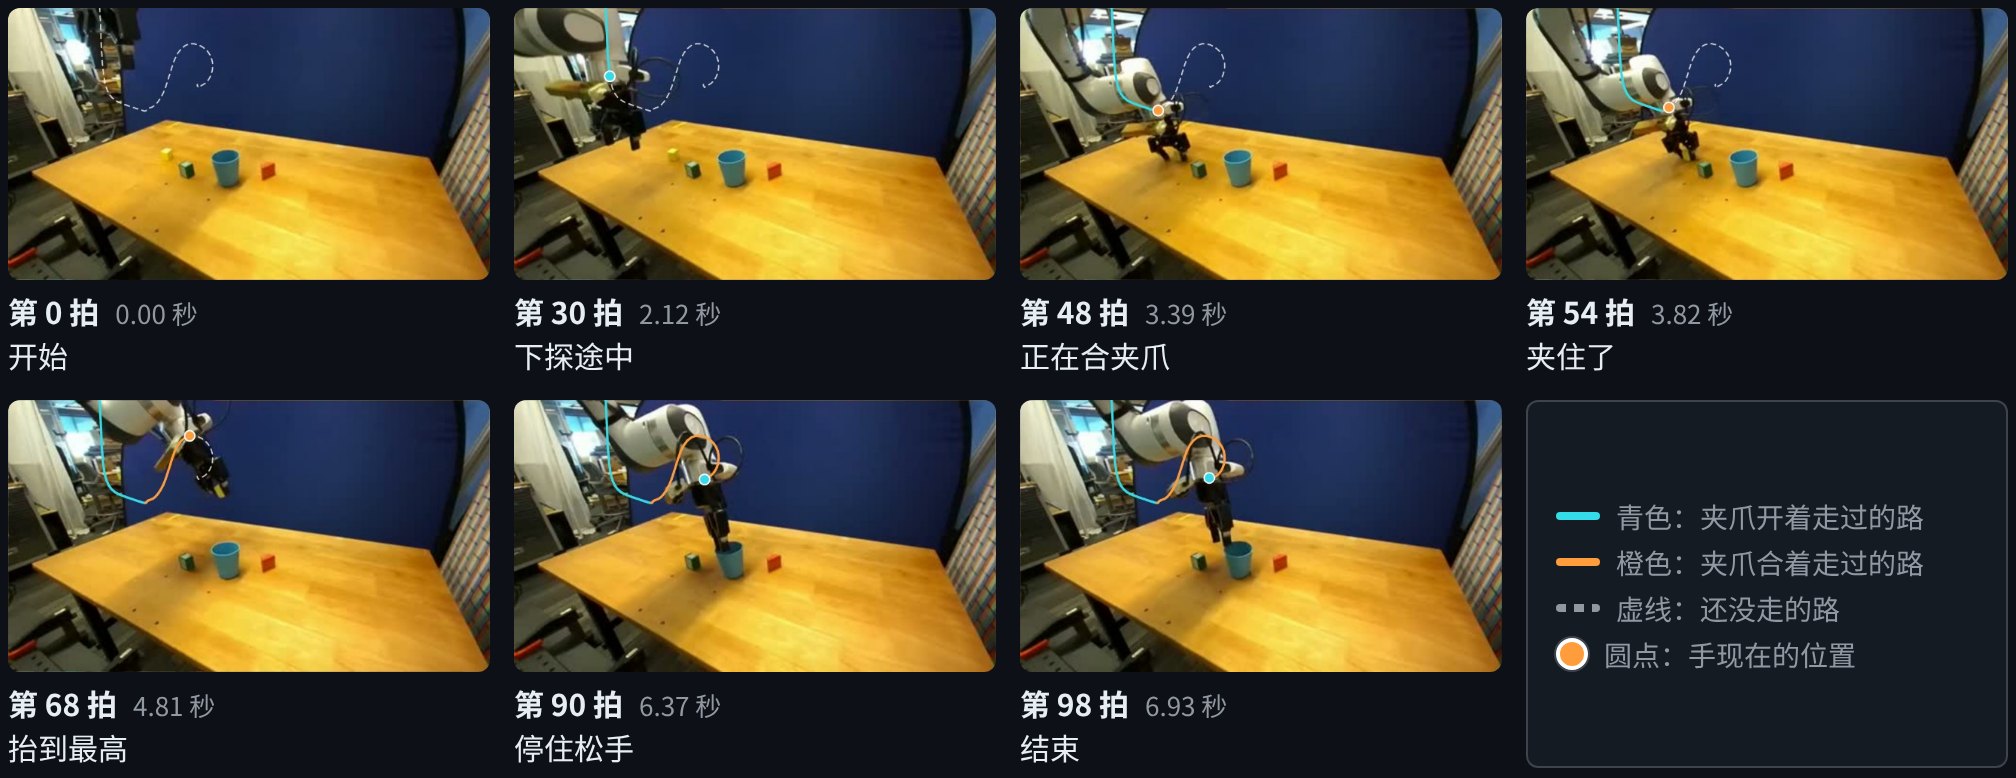 第 0 拍 0.00 秒
开始
第 30 拍 2.12 秒
下探途中
第 48 拍 3.39 秒
正在合夹爪
第 54 拍 3.82 秒
夹住了
第 68 拍 4.81 秒
抬到最高
第 90 拍 6.37 秒
停住松手
第 98 拍 6.93 秒
结束
青色：夹爪开着走过的路
橙色：夹爪合着走过的路
虚线：还没走的路
圆点：手现在的位置